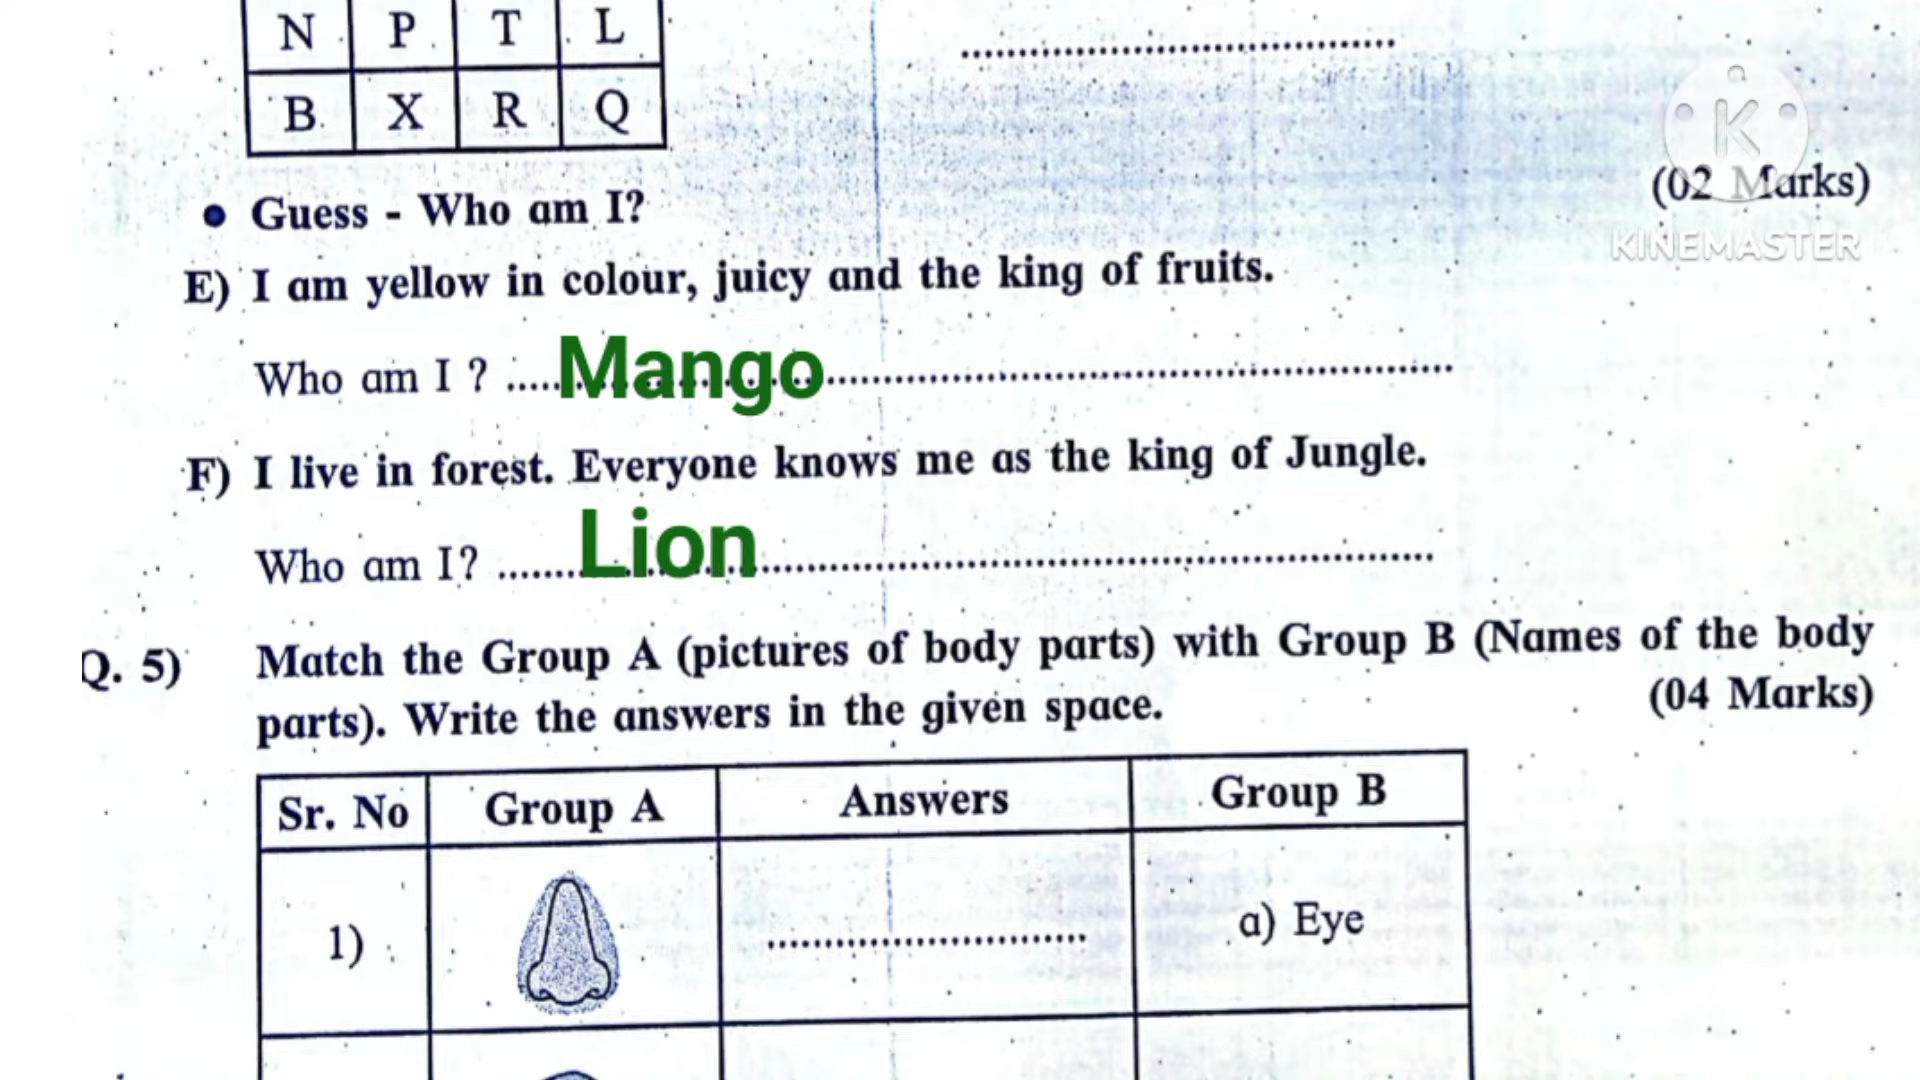 N P T L
B X R Q
K
KINEMASTER
(02 Marks)
• Guess - Who am I?
E) I am yellow in colour, juicy and the king of fruits.
Who am I ? ..... Mango ..........
F) I live in forest. Everyone knows me as the king of Jungle.
Who am I? ....... Lion ..........
Q. 5) Match the Group A (pictures of body parts) with Group B (Names of the body
parts). Write the answers in the given space. (04 Marks)
Sr. No Group A Answers Group B
1) .......... a) Eye